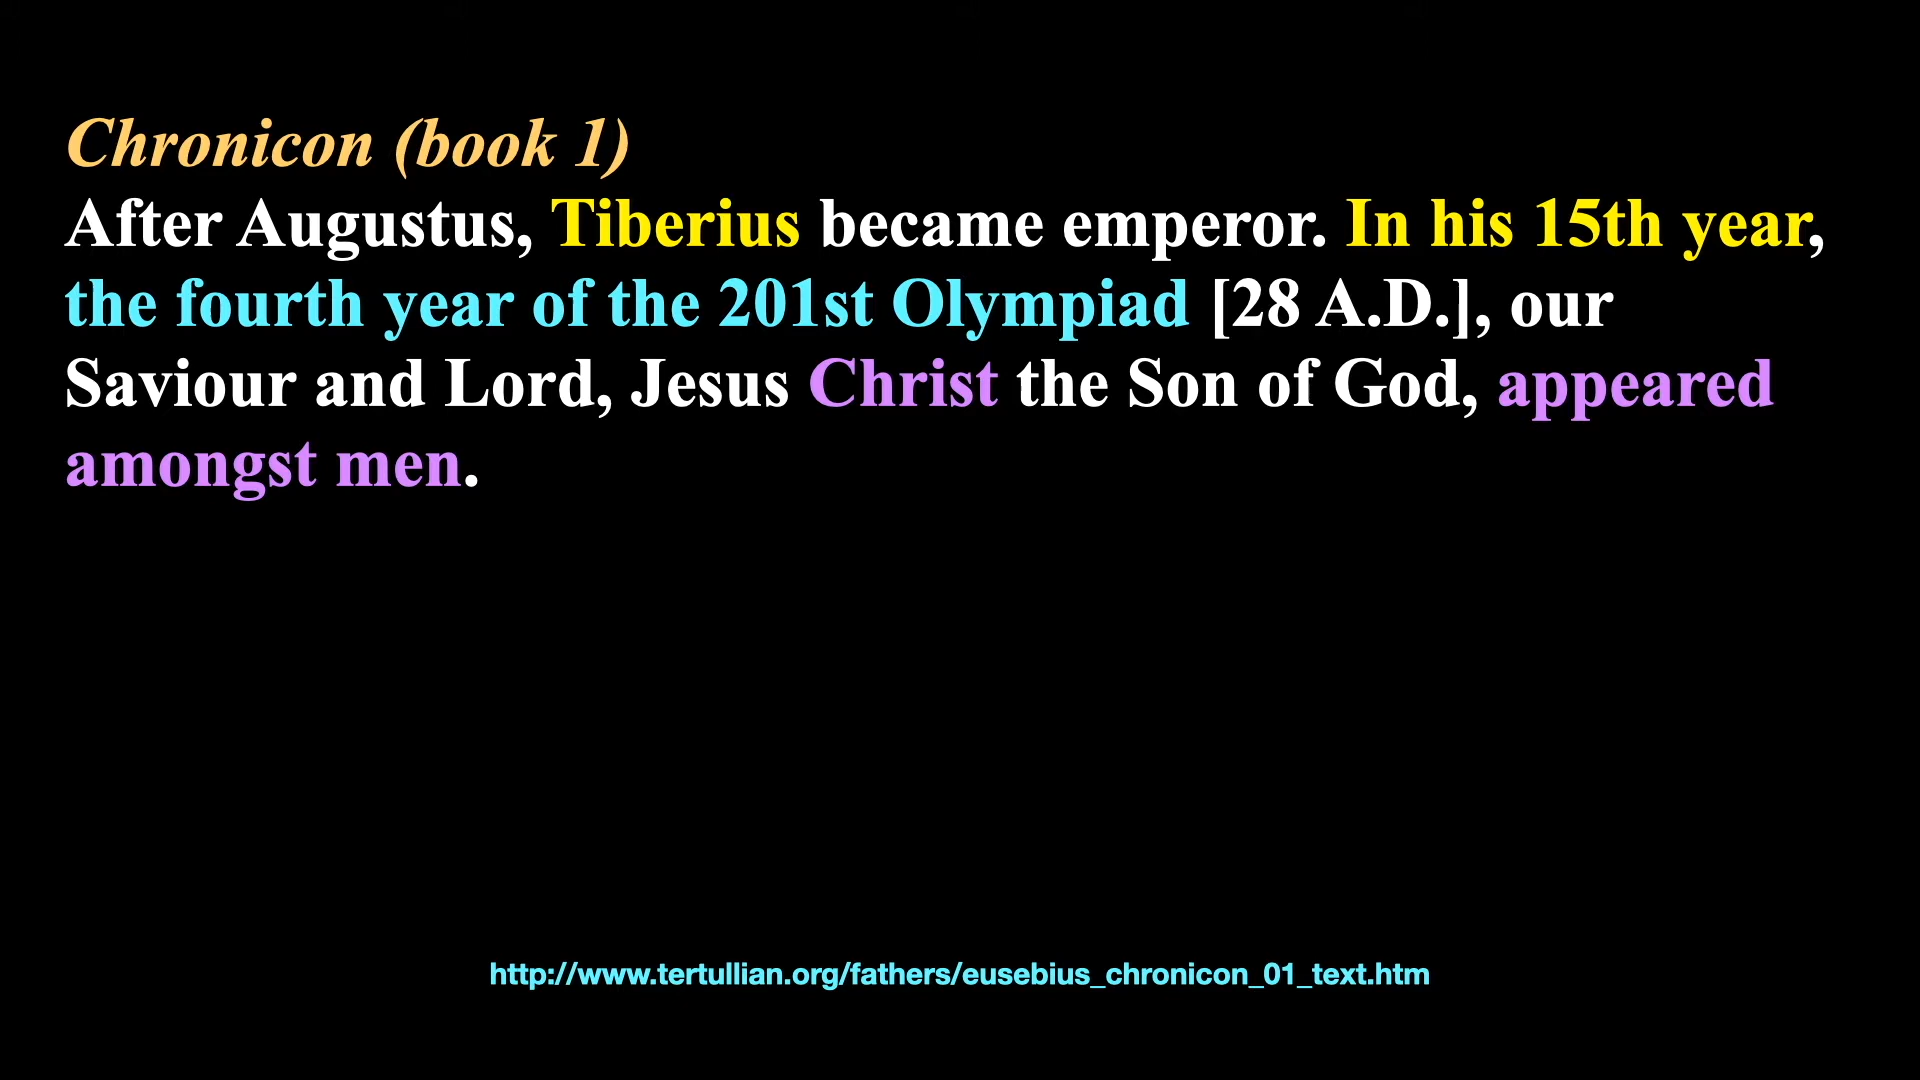 Chronicon (book 1)
After Augustus, Tiberius became emperor. In his 15th year,
the fourth year of the 201st Olympiad [28 A.D.], our
Saviour and Lord, Jesus Christ the Son of God, appeared
amongst men.
http://www.tertullian.org/fathers/eusebius_chronicon_01_text.htm